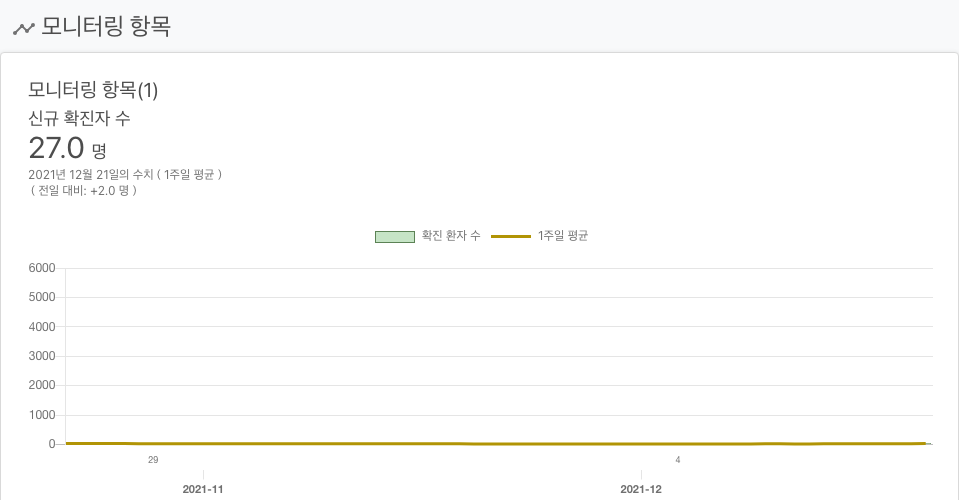 모니터링 항목
모니터링 항목(1)
신규 확진자 수
27.0 명
2021년 12월 21일의 수치 ( 1주일 평균 )
( 전일 대비: +2.0 명 )
확진 환자 수 1주일 평균
6000
5000
4000
3000
2000
1000
0
29 4
2021-11 2021-12